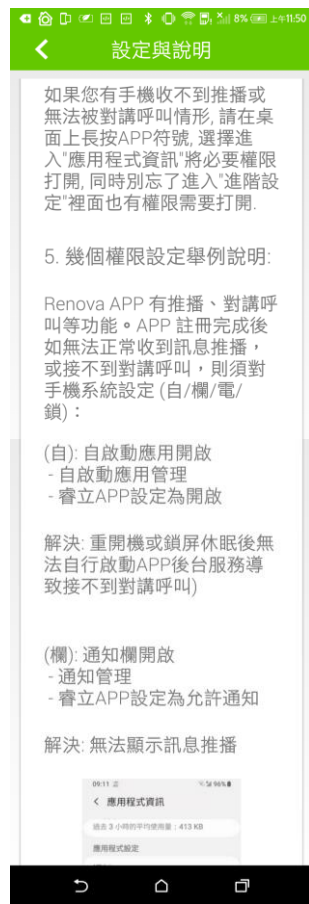 8% 上午11:50
設定與說明
如果您有手機收不到推播或
無法被對講呼叫情形, 請在桌
面上長按APP符號, 選擇進
入"應用程式資訊"將必要權限
打開, 同時別忘了進入"進階設
定"裡面也有權限需要打開.
5. 幾個權限設定舉例說明:
Renova APP 有推播、對講呼
叫等功能。APP 註冊完成後
如無法正常收到訊息推播，
或接不到對講呼叫，則須對
手機系統設定 (自/欄/電/
鎖)：
(自): 自啟動應用開啟
- 自啟動應用管理
- 睿立APP設定為開啟
解決: 重開機或鎖屏休眠後無
法自行啟動APP後台服務導
致接不到對講呼叫)
(欄): 通知欄開啟
- 通知管理
- 睿立APP設定為允許通知
解決: 無法顯示訊息推播
09:11 96%
< 應用程式資訊
過去 3 小時的平均使用量：413 KB
應用程式設定